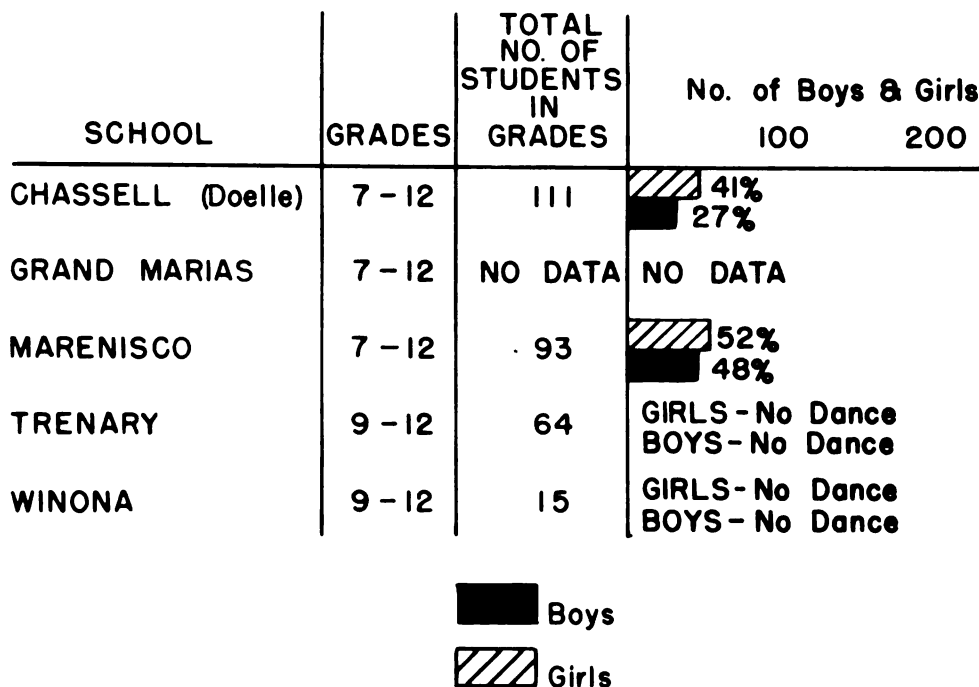 TOTAL
NO. OF
STUDENTS
IN
GRADES
SCHOOL
GRADES
No. of Boys & Girls
100 200
CHASSELL (Doelle) 7-12 111 41%
27%
GRAND MARIAS 7-12 NO DATA NO DATA
MARENISCO 7-12 93 52%
48%
TRENARY 9-12 64 GIRLS-No Dance
BOYS-No Dance
WINONA 9-12 15 GIRLS-No Dance
BOYS-No Dance
Boys
Girls